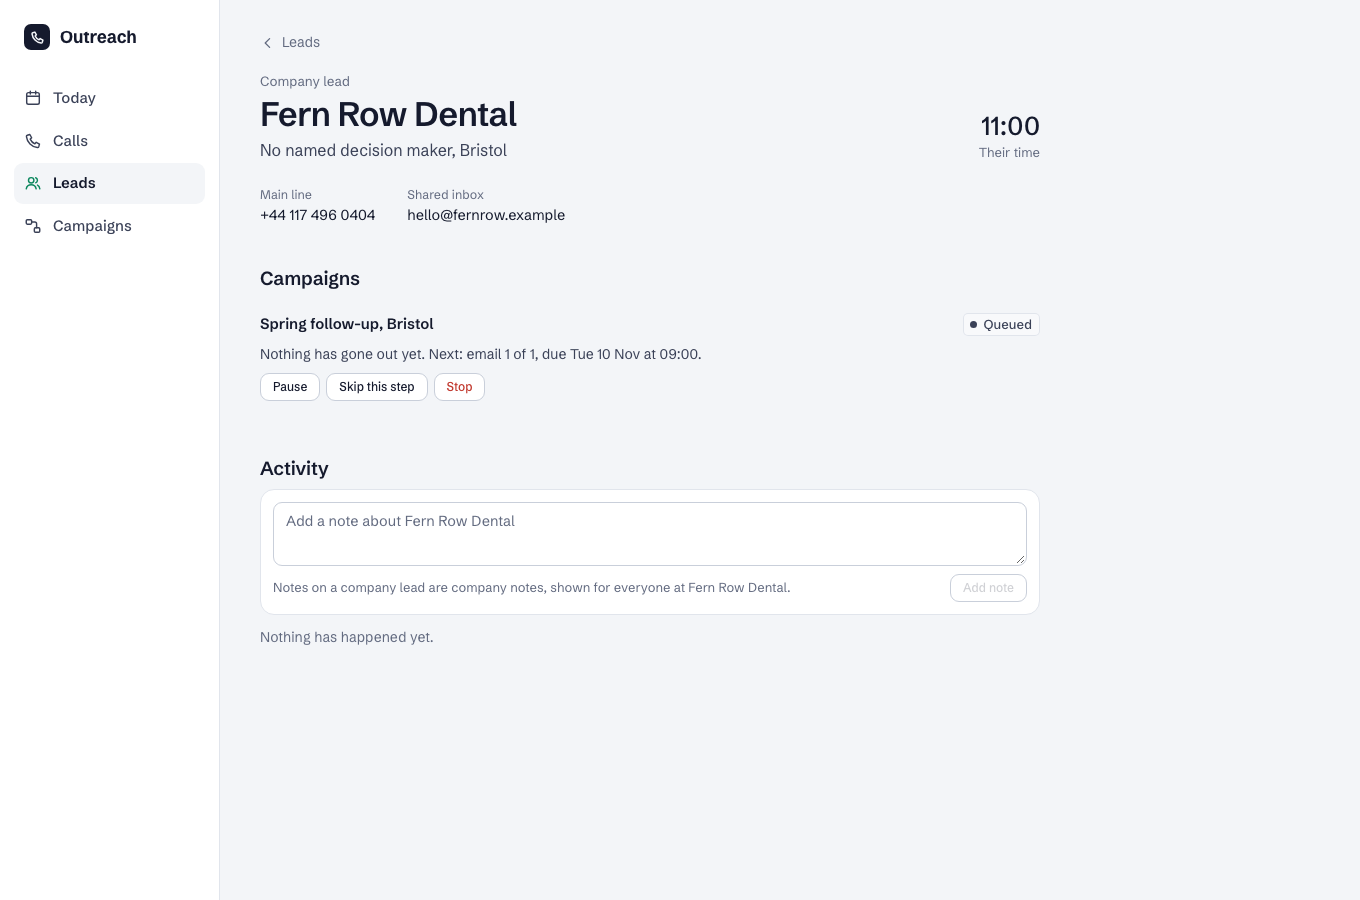 Outreach
Today
Calls
Leads
Campaigns
Leads
Company lead
Fern Row Dental
No named decision maker, Bristol
11:00
Their time
Main line
+44 117 496 0404
Shared inbox
hello@fernrow.example
Campaigns
Spring follow-up, Bristol
Queued
Nothing has gone out yet. Next: email 1 of 1, due Tue 10 Nov at 09:00.
Pause
Skip this step
Stop
Activity
Add a note about Fern Row Dental
Notes on a company lead are company notes, shown for everyone at Fern Row Dental.
Add note
Nothing has happened yet.